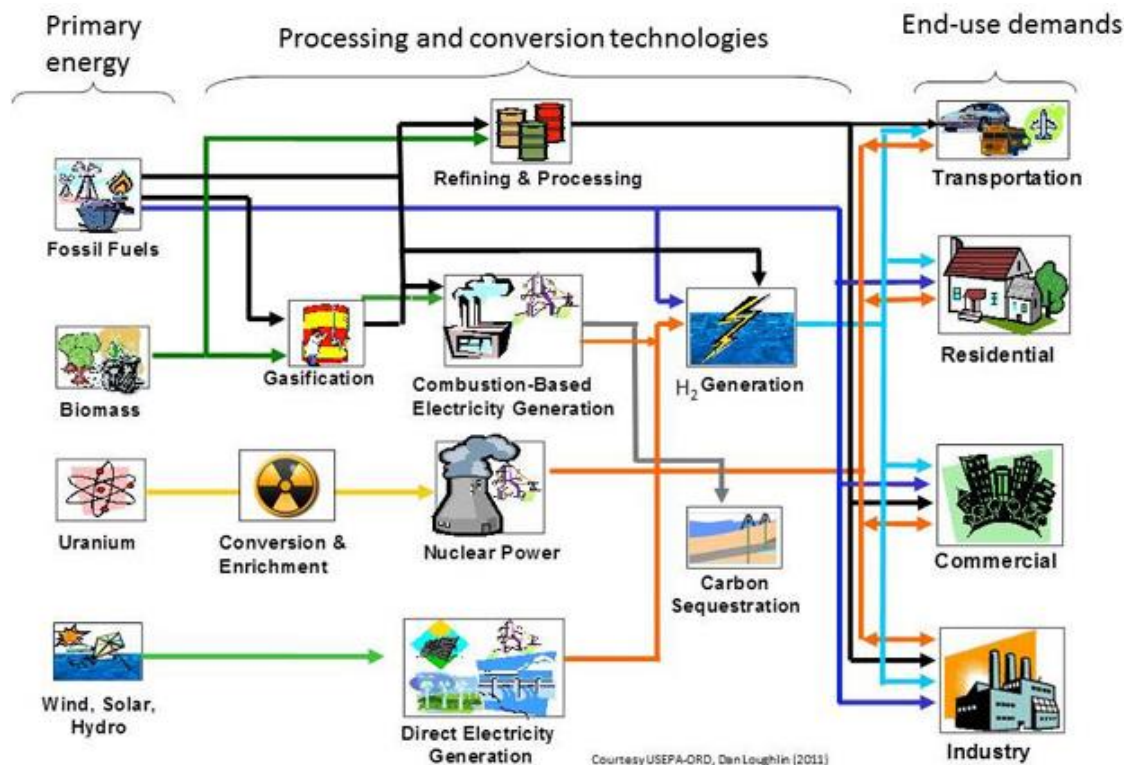 Primary
energy
Processing and conversion technologies
End-use demands
Refining & Processing
Transportation
Fossil Fuels
Gasification
Combustion-Based
Electricity Generation
H2 Generation
Residential
Biomass
Uranium
Conversion &
Enrichment
Nuclear Power
Carbon
Sequestration
Commercial
Wind, Solar,
Hydro
Direct Electricity
Generation
Industry
Courtesy USEPA-ORD, Dan Loughlin (2011)